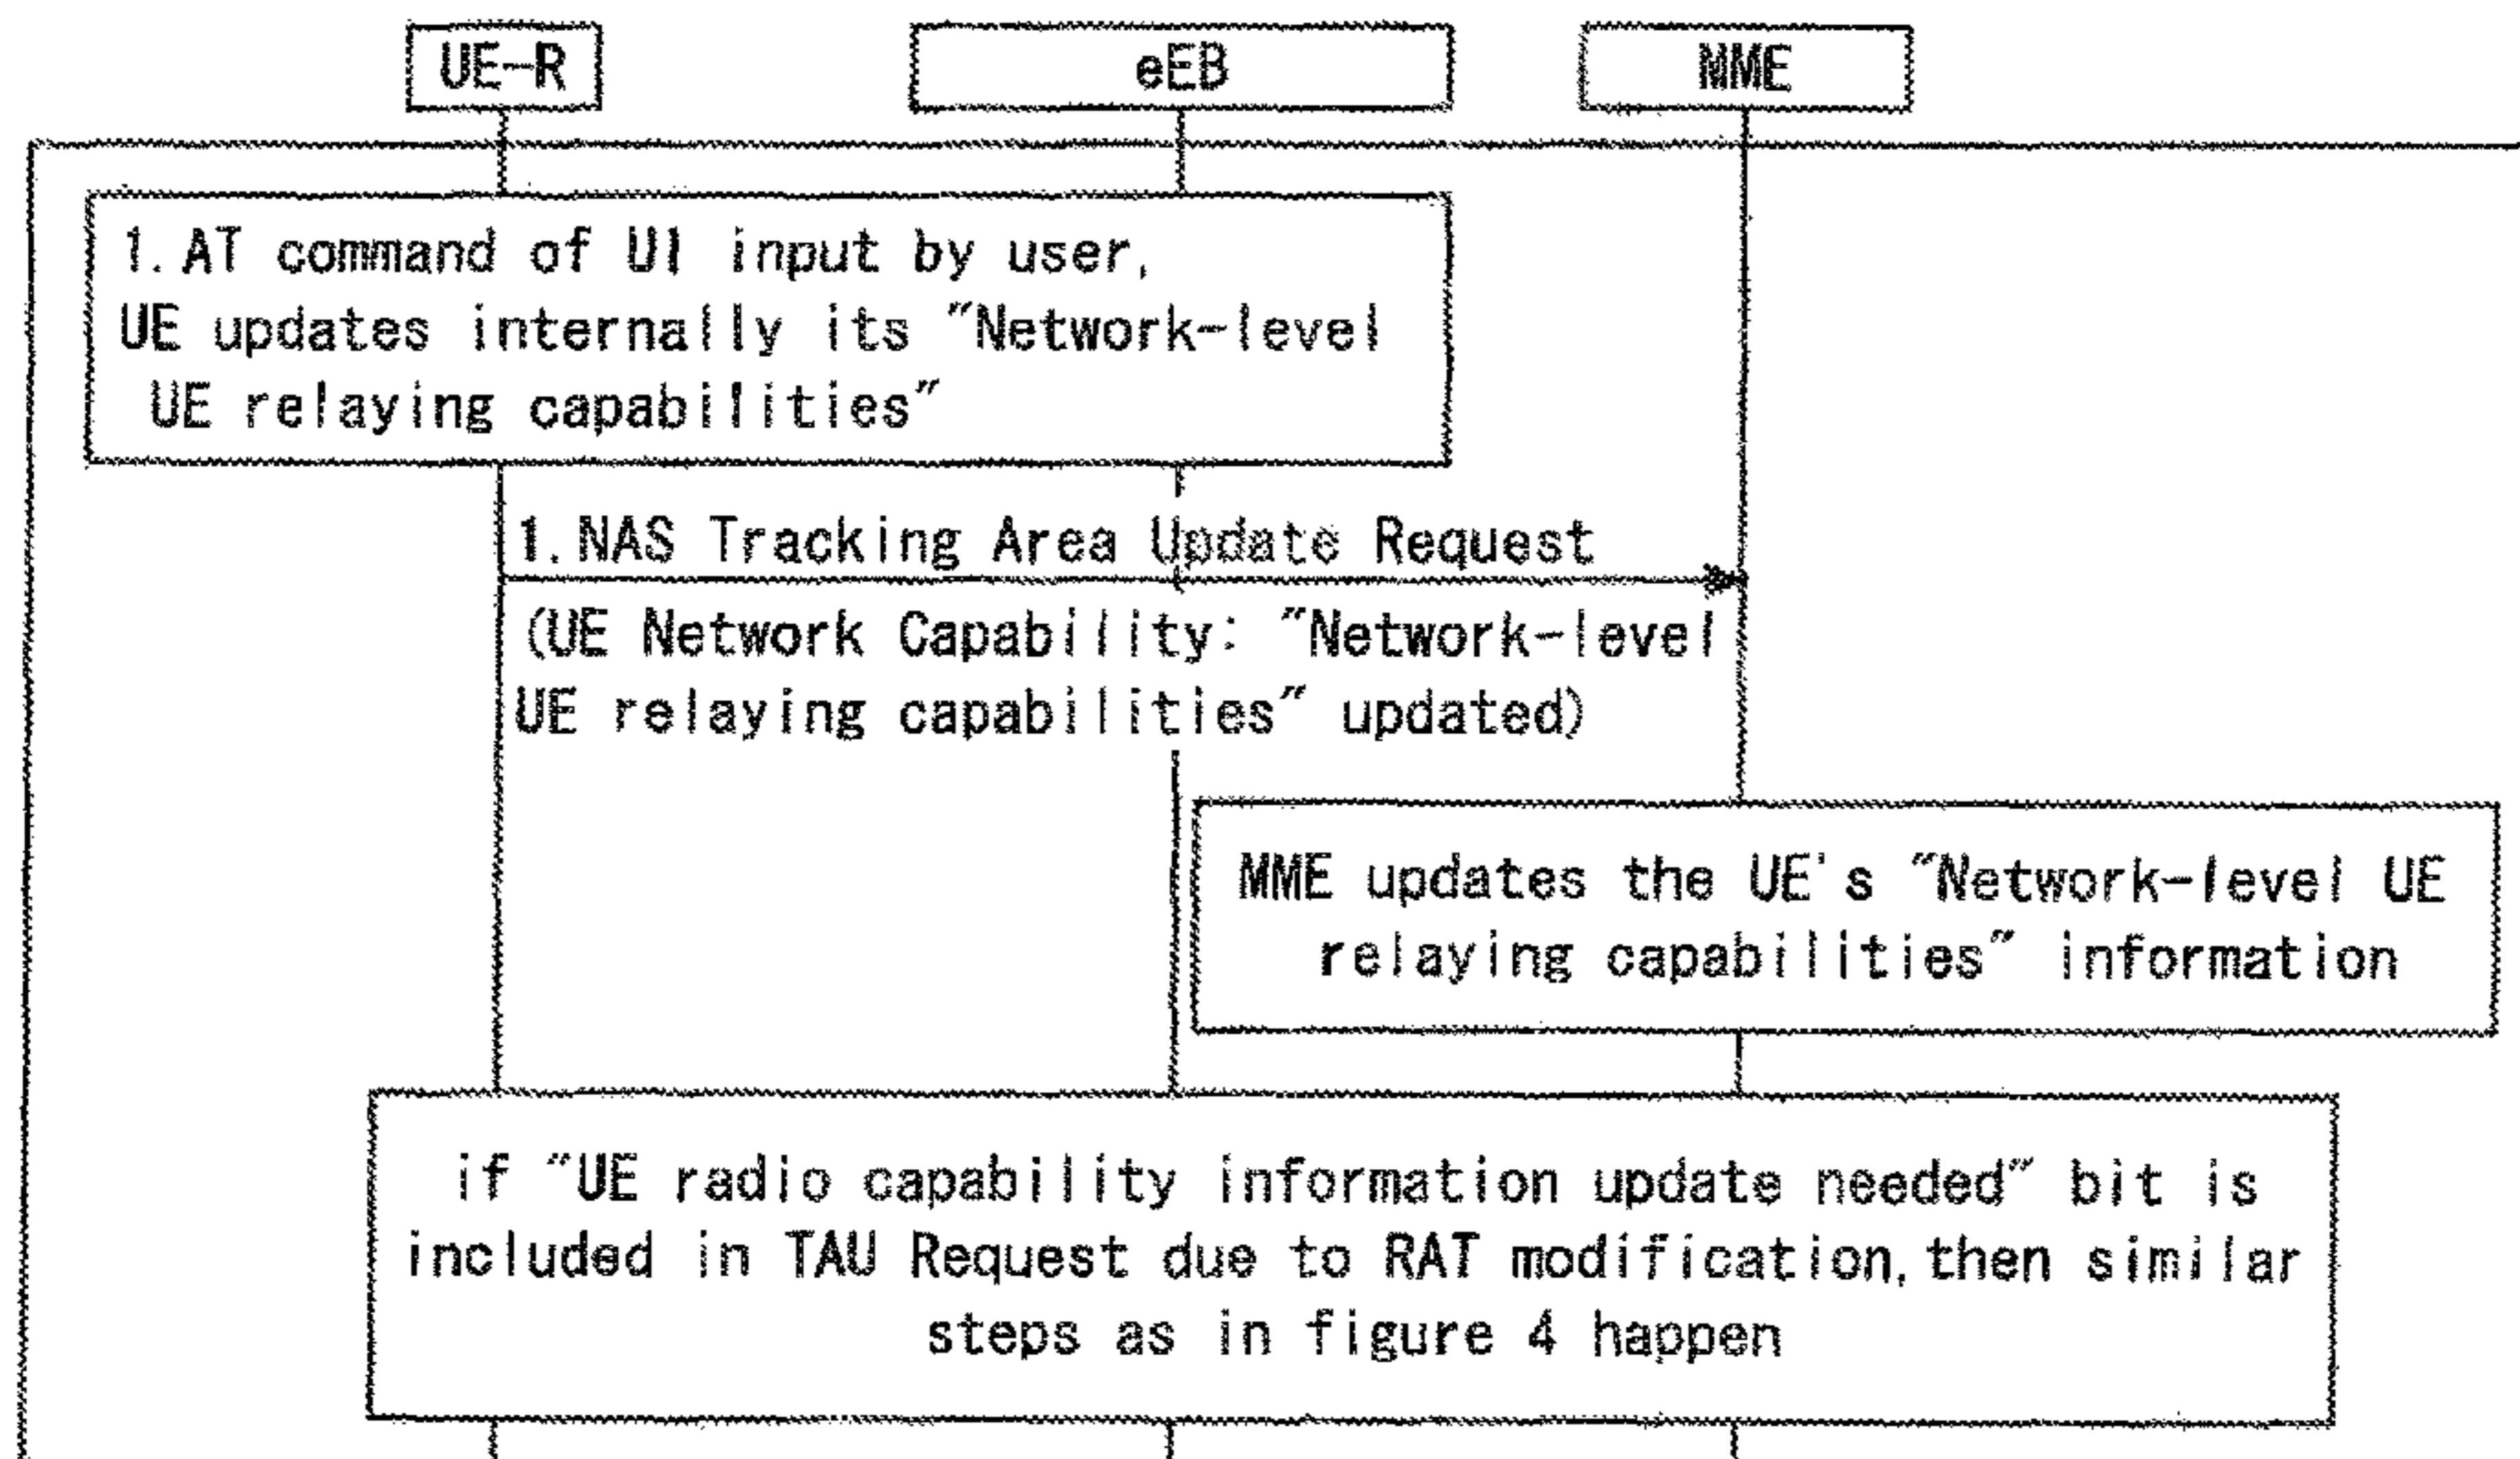 UE-R
eEB
MME
1. AT command of UI input by user,
UE updates internally its "Network-level
UE relaying capabilities"
1. NAS Tracking Area Update Request
(UE Network Capability: "Network-level
UE relaying capabilities" updated)
MME updates the UE's "Network-level UE
relaying capabilities" information
if "UE radio capability information update needed" bit is
included in TAU Request due to RAT modification, then similar
steps as in figure 4 happen